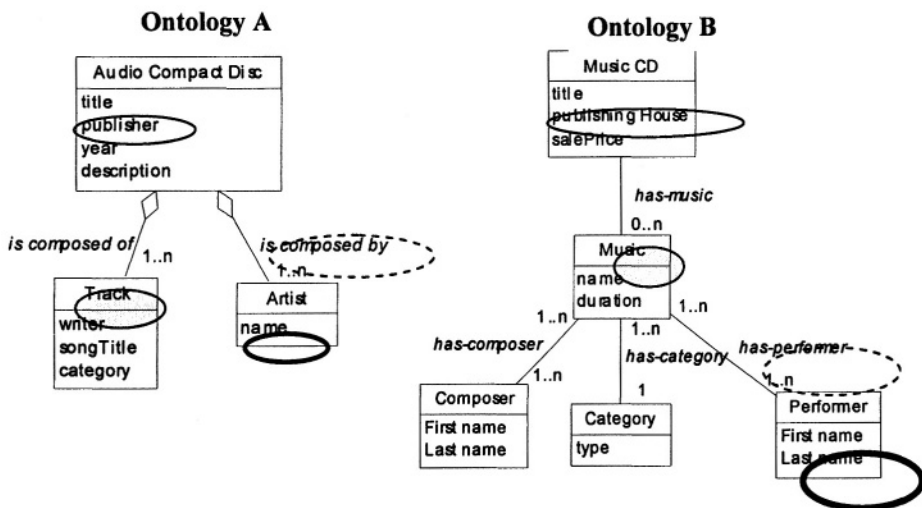 Ontology A
Audio Compact Disc
title
publisher
year
description
is composed of
1..n
is composed by
1..n
Track
writer
songTitle
category
Artist
name
Ontology B
Music CD
title
publishing House
salePrice
has-music
0..n
Music
name
duration
1..n
1..n
1..n
has-composer
has-category
has-performer
1..n
1
1..n
Composer
First name
Last name
Category
type
Performer
First name
Last name